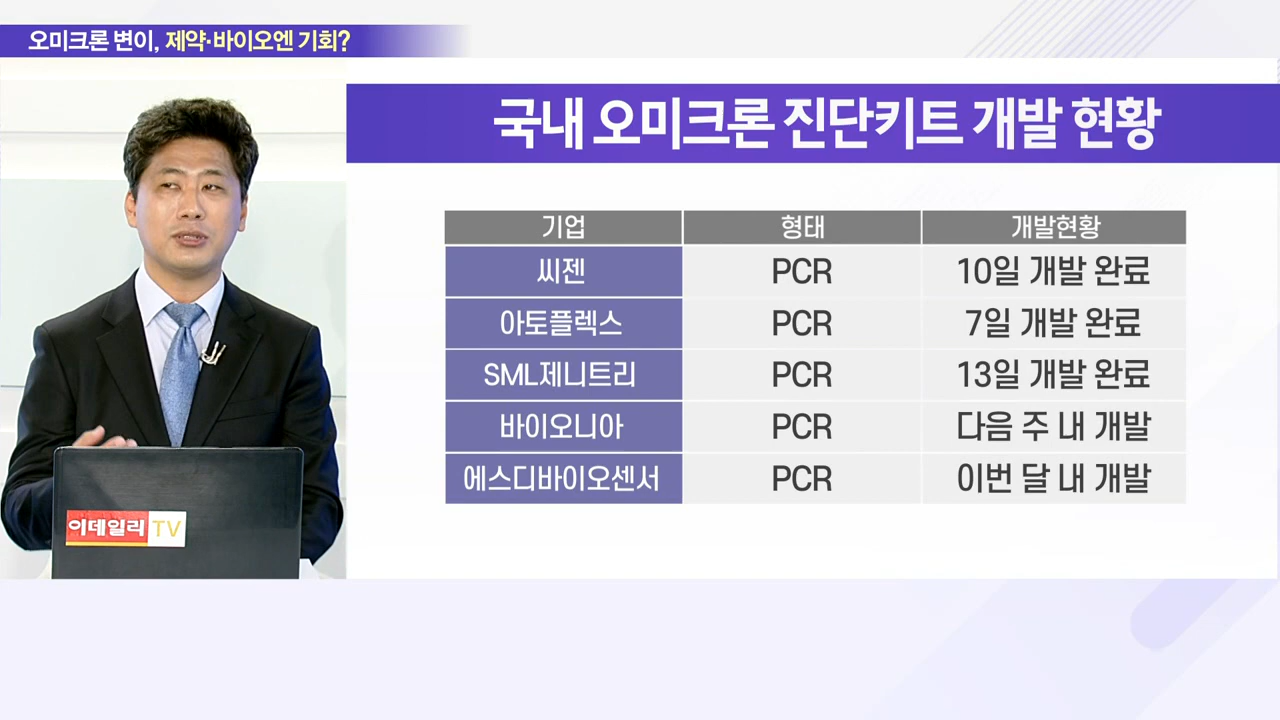 오미크론 변이, 제약·바이오엔 기회?
국내 오미크론 진단키트 개발 현황
기업 형태 개발현황
씨젠 PCR 10일 개발 완료
아토플렉스 PCR 7일 개발 완료
SML제니트리 PCR 13일 개발 완료
바이오니아 PCR 다음 주 내 개발
에스디바이오센서 PCR 이번 달 내 개발
이데일리 TV